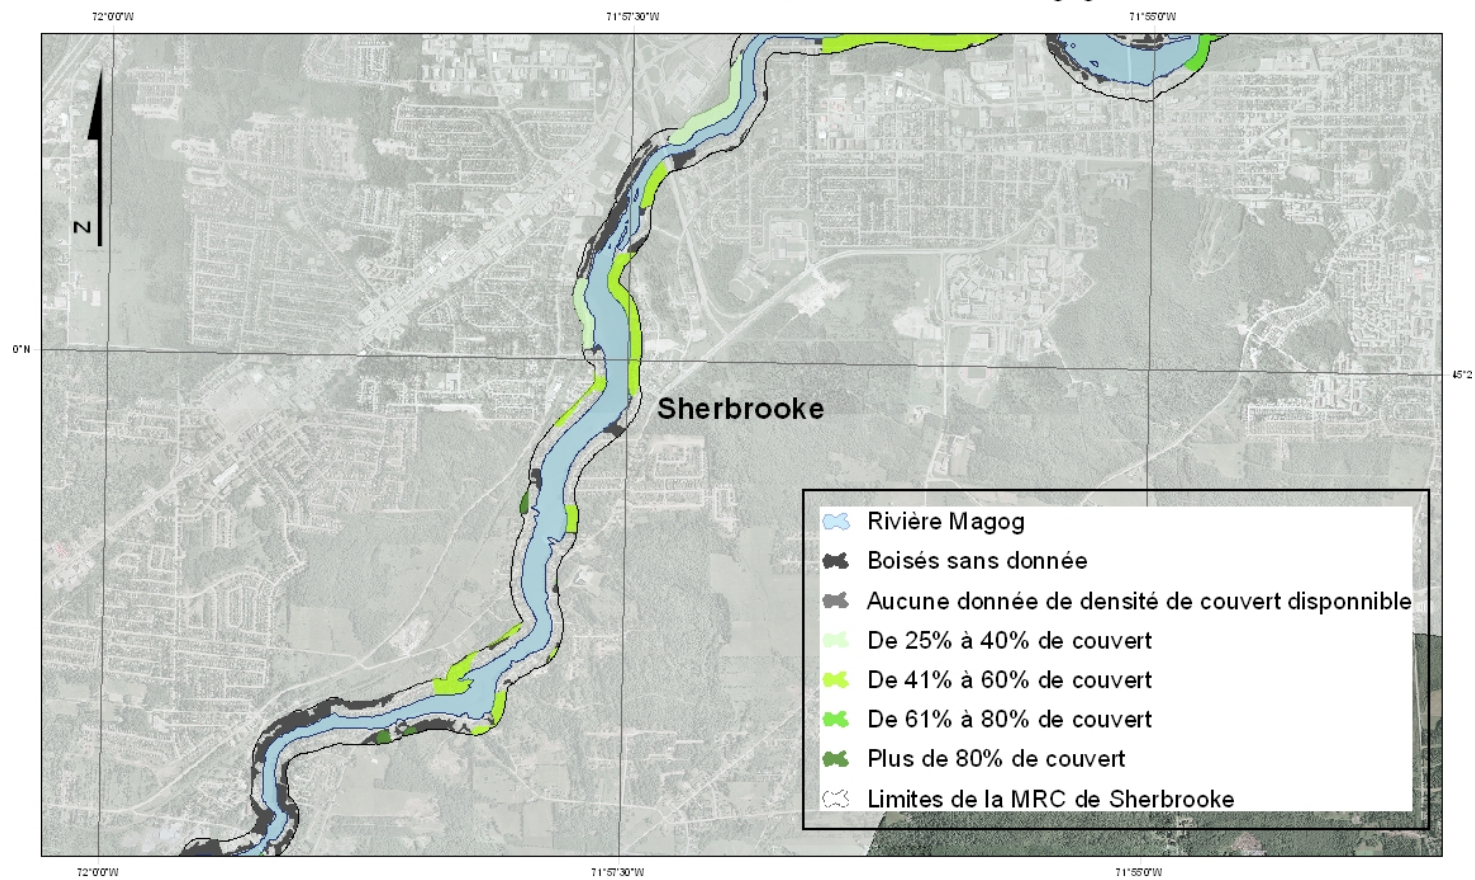 72°0'0"W 71°57'30"W 71°55'0"W
Z
0"N
45°2
Sherbrooke
Rivière Magog
Boisés sans donnée
Aucune donnée de densité de couvert disponnible
De 25% à 40% de couvert
De 41% à 60% de couvert
De 61% à 80% de couvert
Plus de 80% de couvert
Limites de la MRC de Sherbrooke
72°0'0"W 71°57'30"W 71°55'0"W